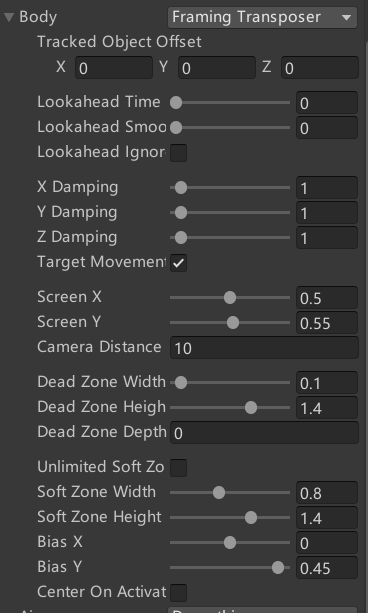 Body Framing Transposer
Tracked Object Offset
X 0 Y 0 Z 0
Lookahead Time 0
Lookahead Smoo 0
Lookahead Ignor
X Damping 1
Y Damping 1
Z Damping 1
Target Movement
Screen X 0.5
Screen Y 0.55
Camera Distance 10
Dead Zone Width 0.1
Dead Zone Heigh 1.4
Dead Zone Depth 0
Unlimited Soft Zo
Soft Zone Width 0.8
Soft Zone Height 1.4
Bias X 0
Bias Y 0.45
Center On Activat